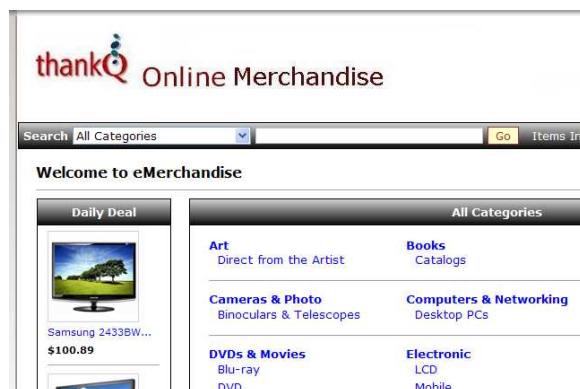 thankQ Online Merchandise
Search All Categories Go Items In
Welcome to eMerchandise
Daily Deal
All Categories
Samsung 2433BW...
$100.89
Art
Direct from the Artist
Books
Catalogs
Cameras & Photo
Binoculars & Telescopes
Computers & Networking
Desktop PCs
DVDs & Movies
Blu-ray
DVD
Electronic
LCD
Mobile